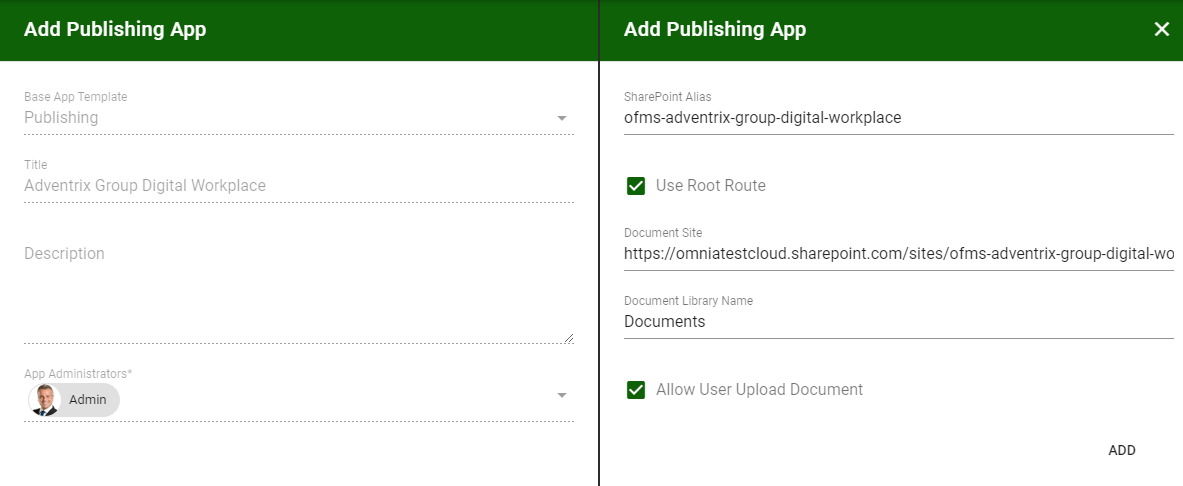 Add Publishing App
Base App Template
Publishing
Title
Adventrix Group Digital Workplace
Description
App Administrators*
Admin
Add Publishing App
SharePoint Alias
ofms-adventrix-group-digital-workplace
Use Root Route
Document Site
https://omniatestcloud.sharepoint.com/sites/ofms-adventrix-group-digital-wo
Document Library Name
Documents
Allow User Upload Document
ADD